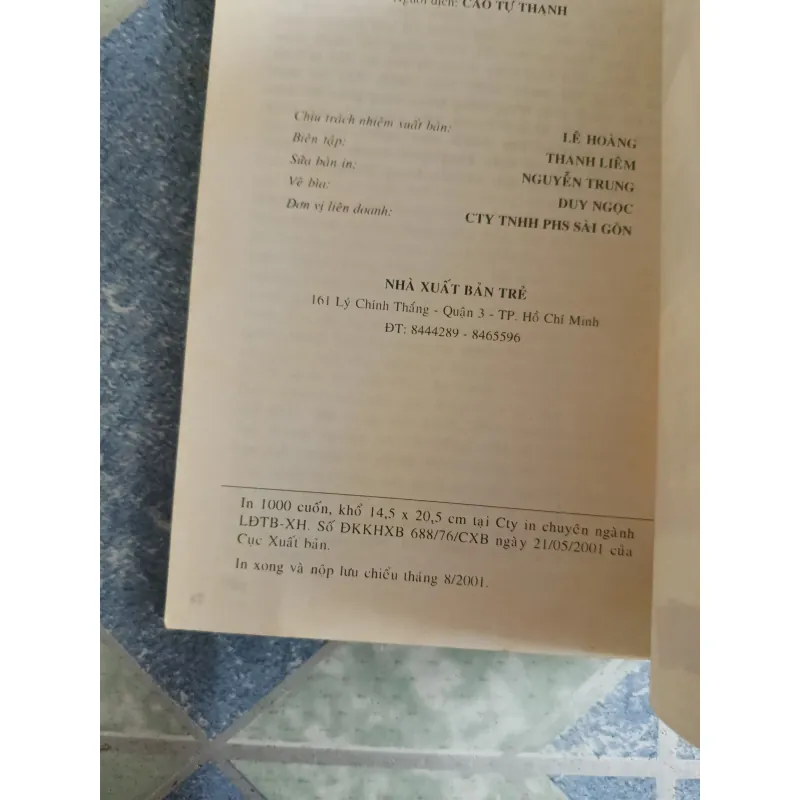 Người dịch: CAO TỰ THANH
Chịu trách nhiệm xuất bản: LÊ HOÀNG
Biên tập: THANH LIÊM
Sửa bản in: NGUYỄN TRUNG
Vẽ bìa: DUY NGỌC
Đơn vị liên doanh: CTY TNHH PHS SÀI GÒN
NHÀ XUẤT BẢN TRẺ
161 Lý Chính Thắng - Quận 3 - TP. Hồ Chí Minh
ĐT: 8444289 - 8465596
In 1000 cuốn, khổ 14,5 x 20,5 cm tại Cty in chuyên ngành
LĐTB-XH. Số ĐKKHXB 688/76/CXB ngày 21/05/2001 của
Cục Xuất bản.
In xong và nộp lưu chiểu tháng 8/2001.